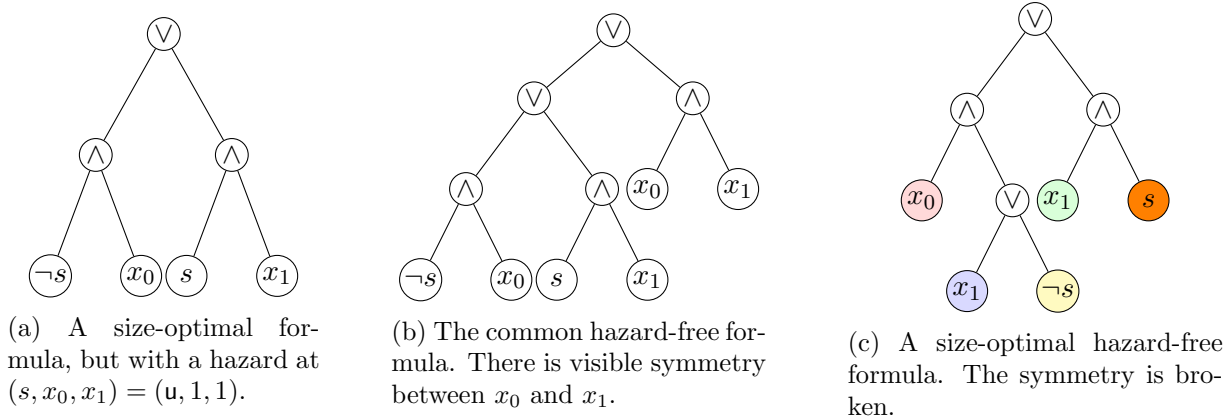 ∨
∧ ∧
¬s x₀ s x₁
(a) A size-optimal for-
mula, but with a hazard at
(s, x₀, x₁) = (u, 1, 1).
∨
∨ ∧
∧ ∧ x₀ x₁
¬s x₀ s x₁
(b) The common hazard-free for-
mula. There is visible symmetry
between x₀ and x₁.
∨
∧ ∧
x₀ ∨ x₁ s
x₁ ¬s
(c) A size-optimal hazard-free
formula. The symmetry is bro-
ken.